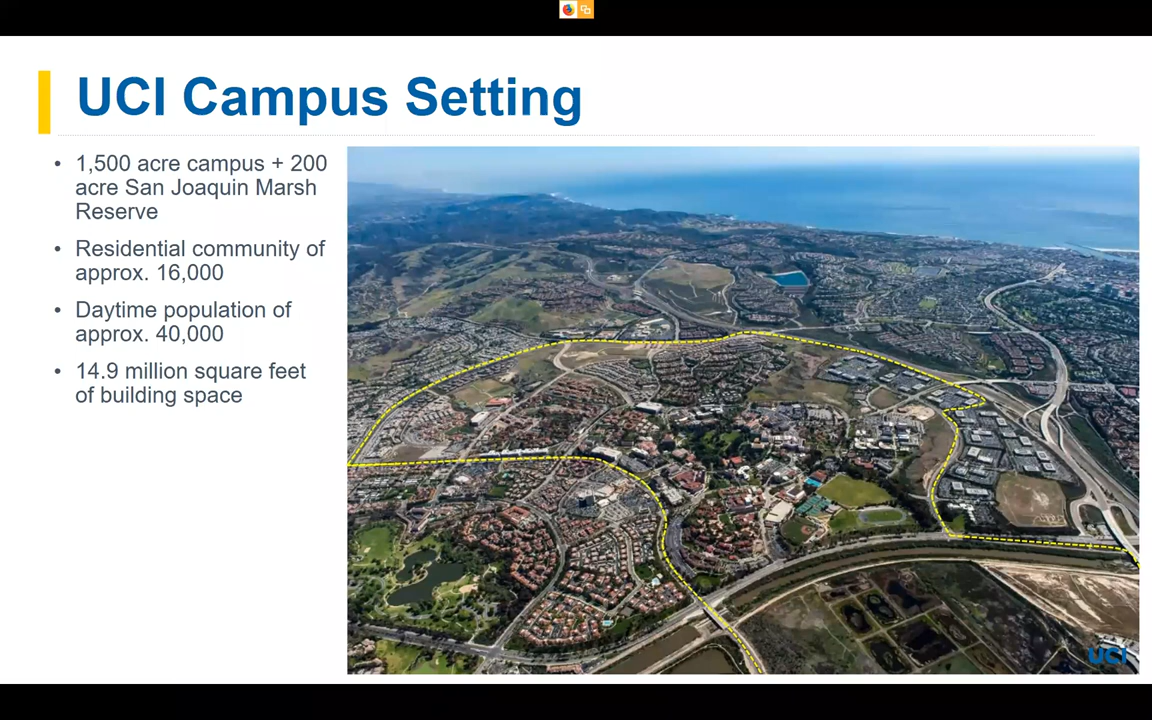 UCI Campus Setting
• 1,500 acre campus + 200
acre San Joaquin Marsh
Reserve
• Residential community of
approx. 16,000
• Daytime population of
approx. 40,000
• 14.9 million square feet
of building space
UCI